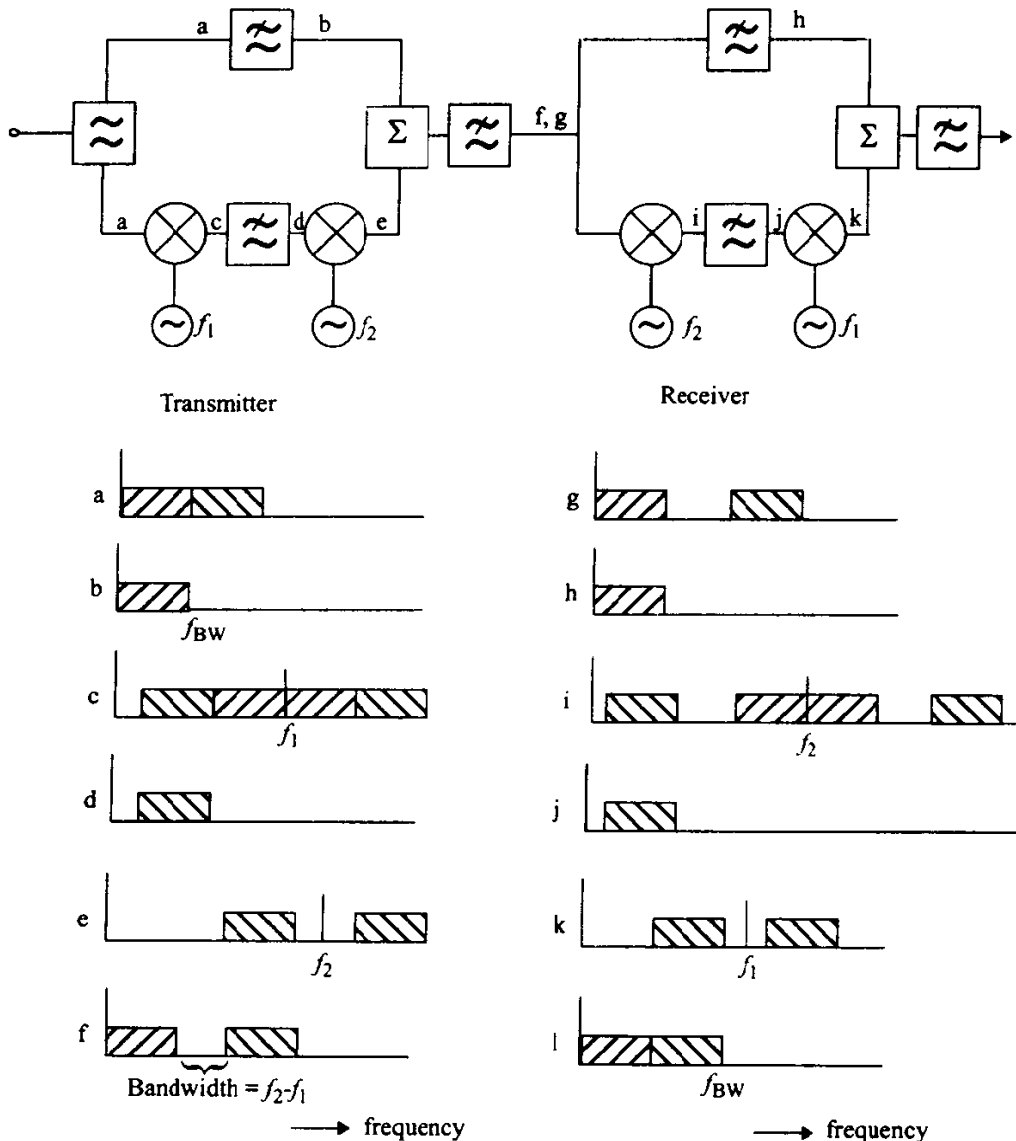 a
b
h
Σ
f, g
Σ
a
c
d
e
i
j
k
f1
f2
f2
f1
Transmitter
Receiver
a
g
b
fBW
h
c
f1
i
f2
d
j
e
f2
k
f1
f
Bandwidth = f2-f1
l
fBW
frequency
frequency